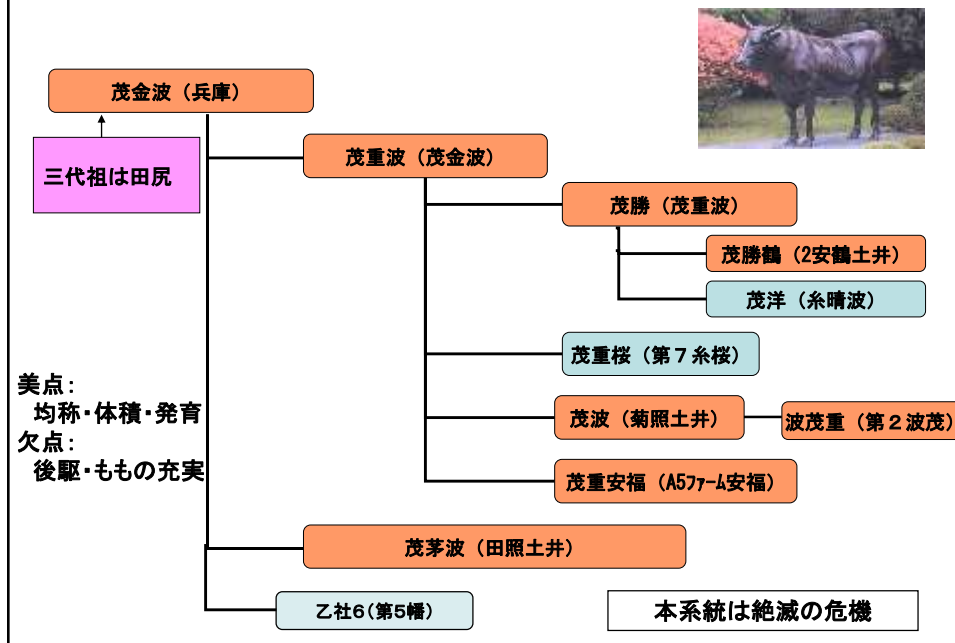 茂金波（兵庫）
三代祖は田尻
茂重波（茂金波）
茂勝（茂重波）
茂勝鶴（2安鶴土井）
茂洋（糸晴波）
茂重桜（第７糸桜）
美点：
均称・体積・発育
欠点：
後駆・ももの充実
茂波（菊照土井）
波茂重（第２波茂）
茂重安福（A5ﾌｧｰﾑ安福）
茂茅波（田照土井）
乙社6（第5幡）
本系統は絶滅の危機